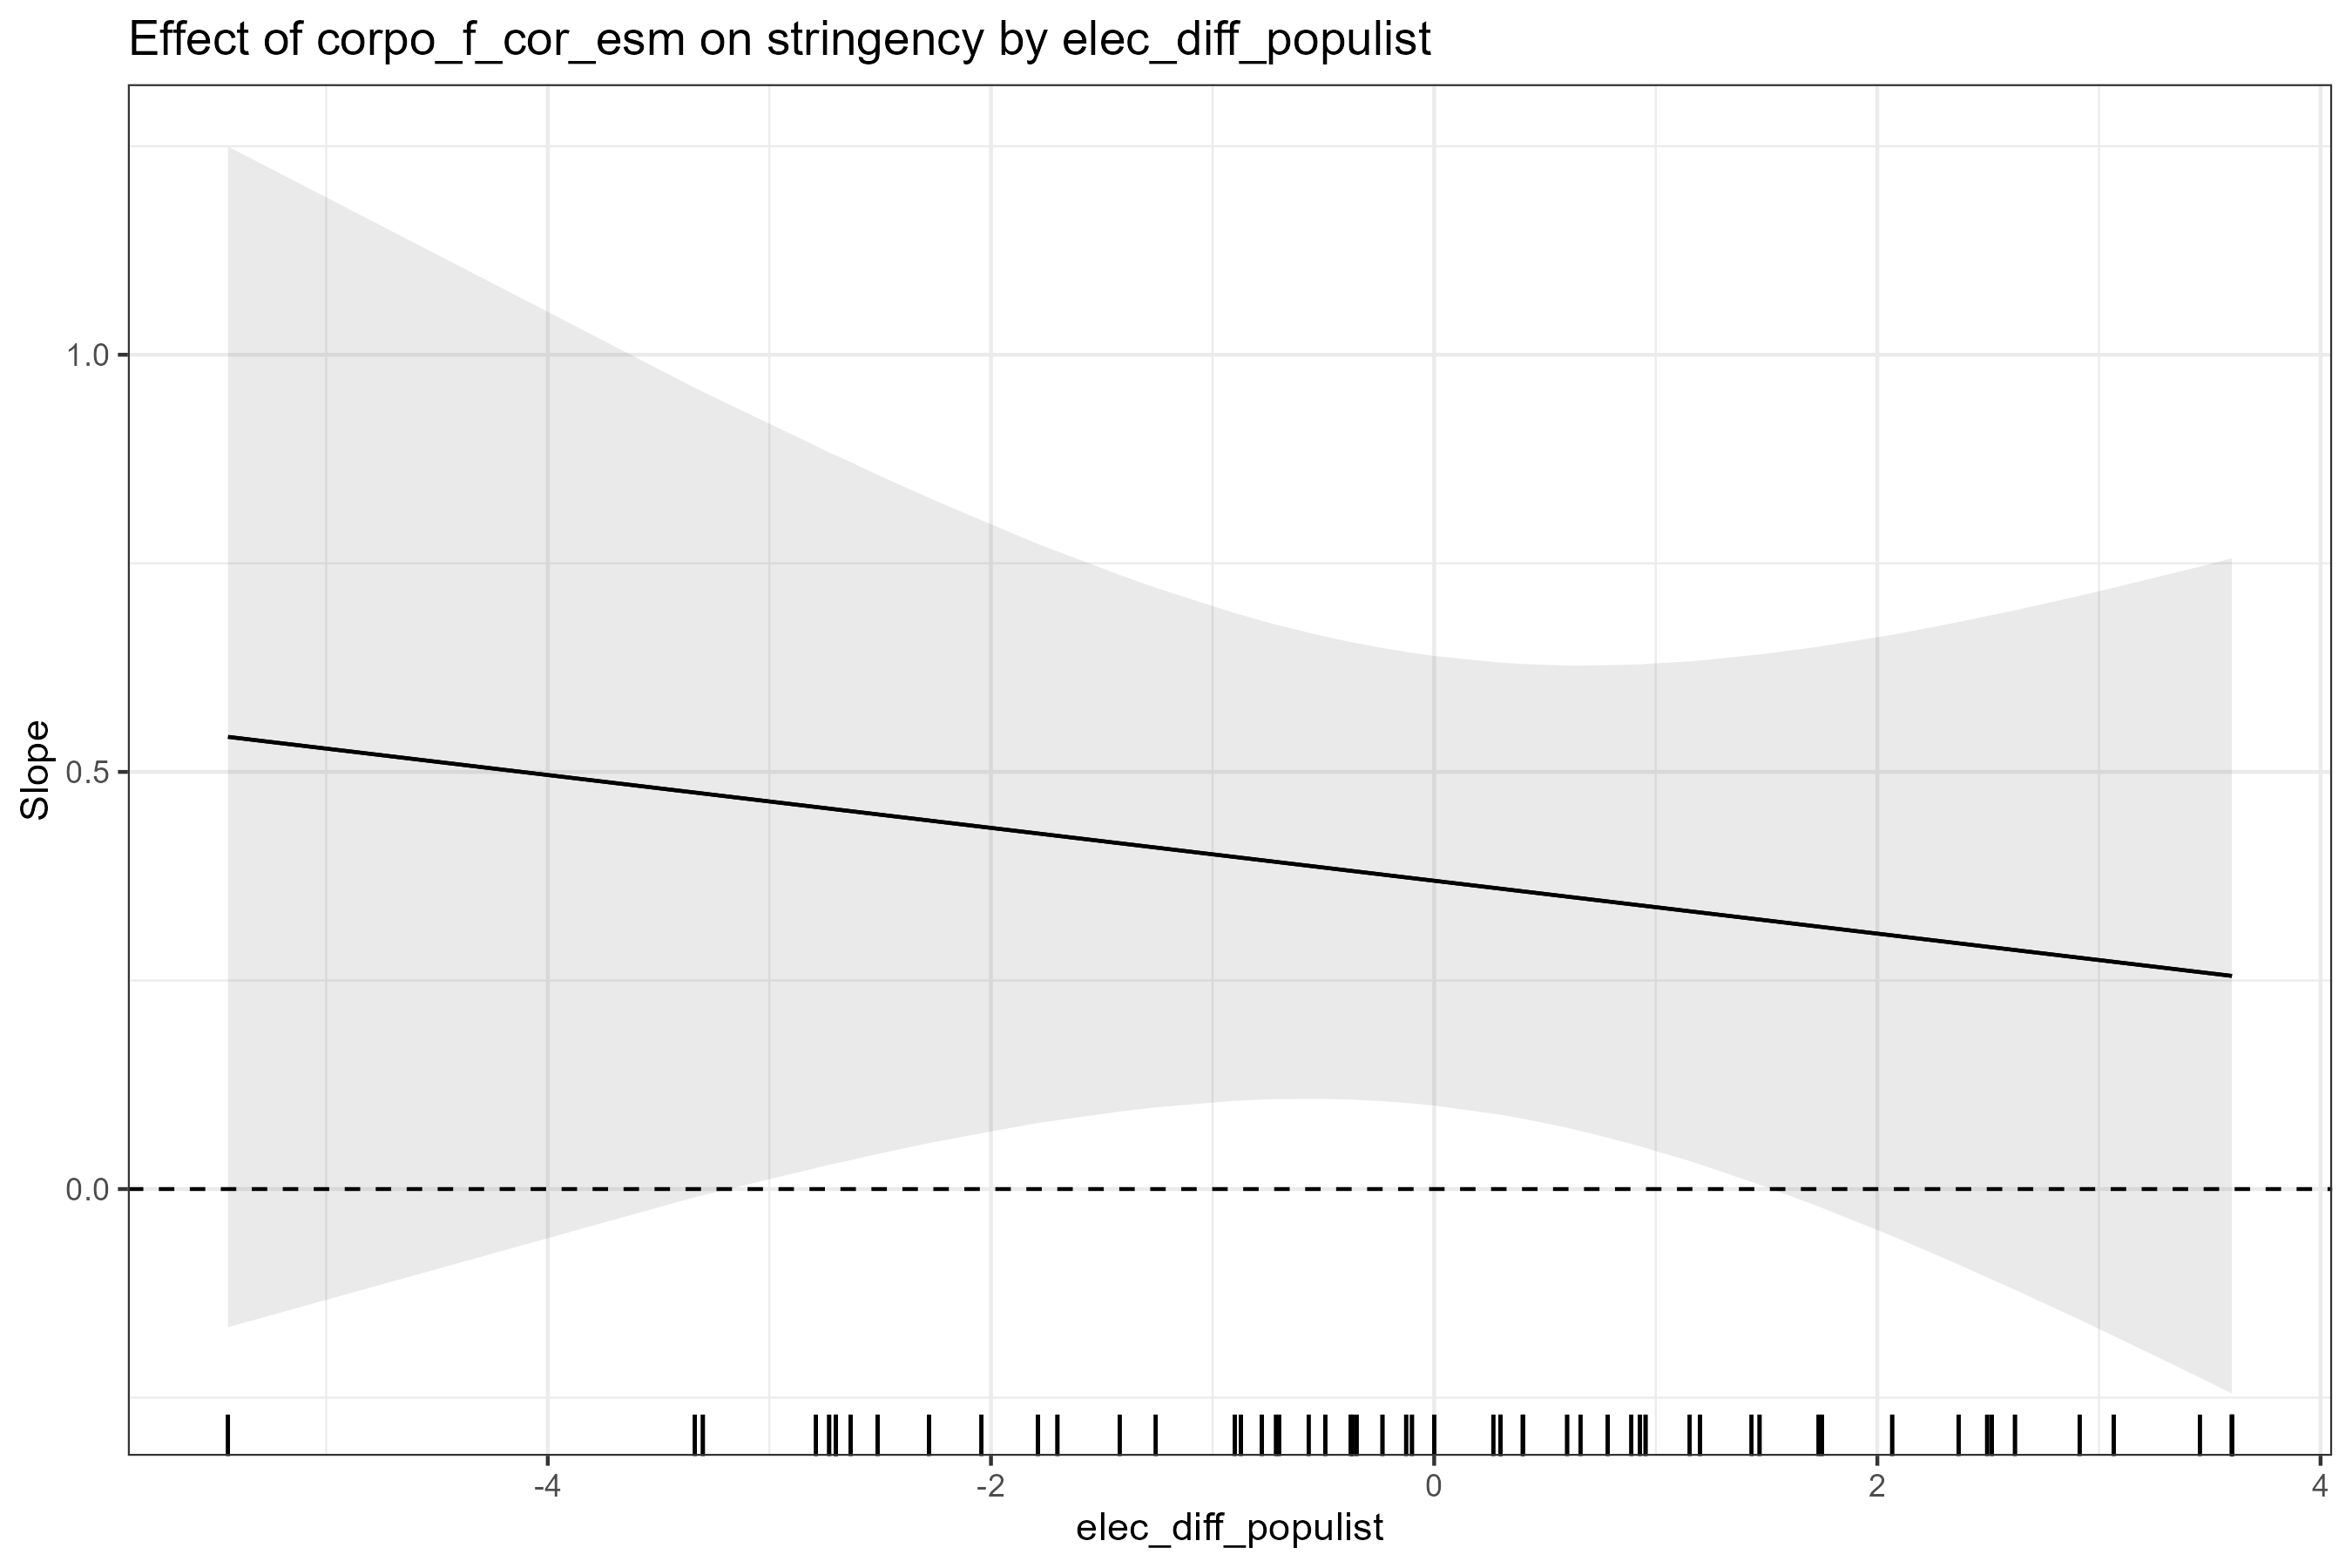 Effect of corpo_f_cor_esm on stringency by elec_diff_populist
1.0
0.5
0.0
Slope
-4
-2
0
2
4
elec_diff_populist